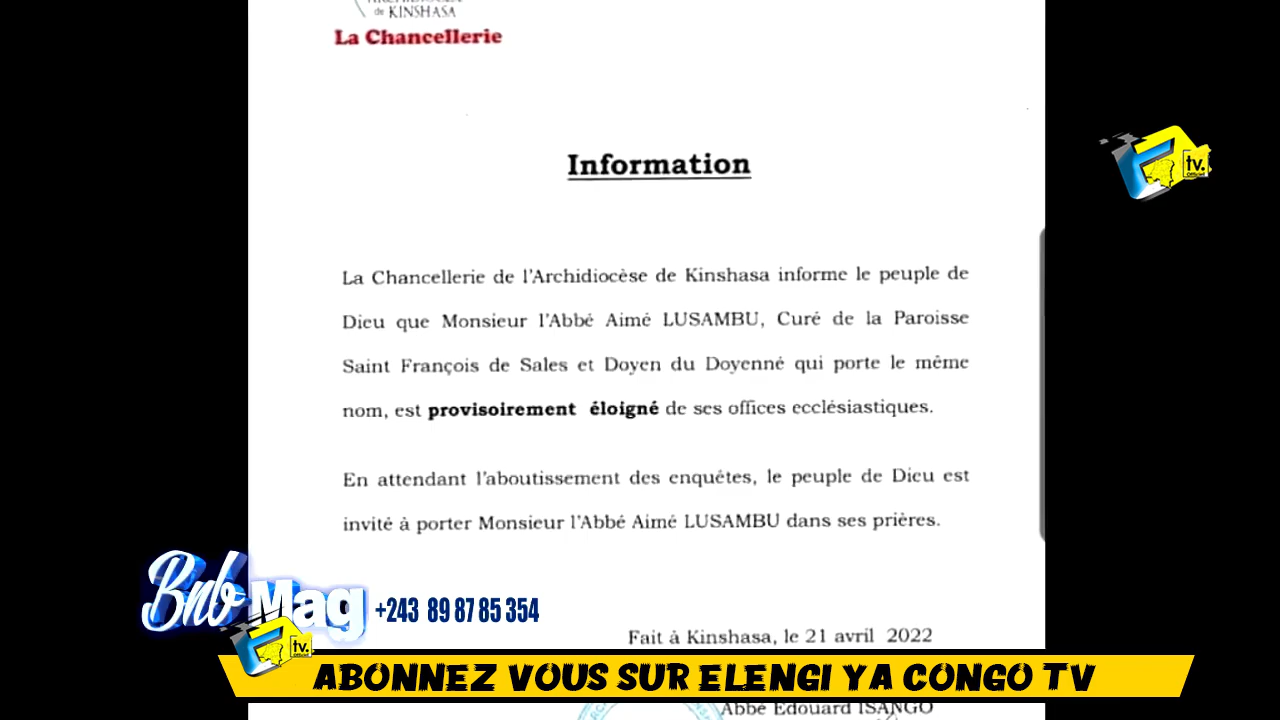 de KINSHASA
La Chancellerie
Information
tv.
La Chancellerie de l'Archidiocèse de Kinshasa informe le peuple de
Dieu que Monsieur l'Abbé Aimé LUSAMBU, Curé de la Paroisse
Saint François de Sales et Doyen du Doyenné qui porte le même
nom, est provisoirement éloigné de ses offices ecclésiastiques.
En attendant l'aboutissement des enquêtes, le peuple de Dieu est
invité à porter Monsieur l'Abbé Aimé LUSAMBU dans ses prières.
Bnb Mag +243 89 87 85 354
Fait à Kinshasa, le 21 avril 2022
tv.
ABONNEZ VOUS SUR ELENGI YA CONGO TV
Abbé Edouard ISANGO